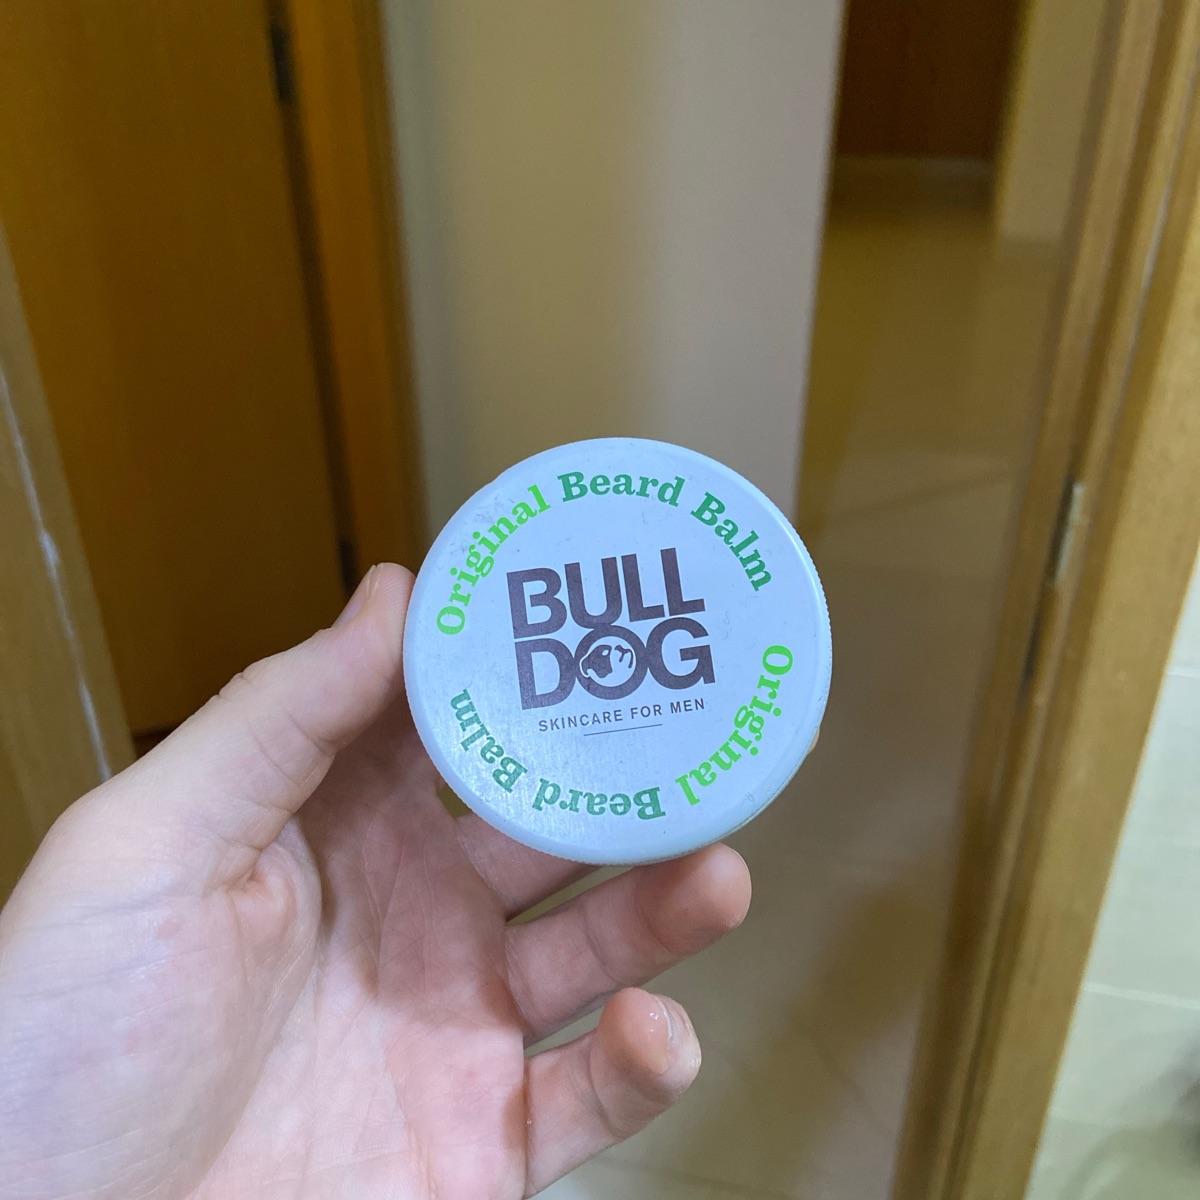 Original Beard Balm
BULL
DOG
SKINCARE FOR MEN
Original Beard Balm